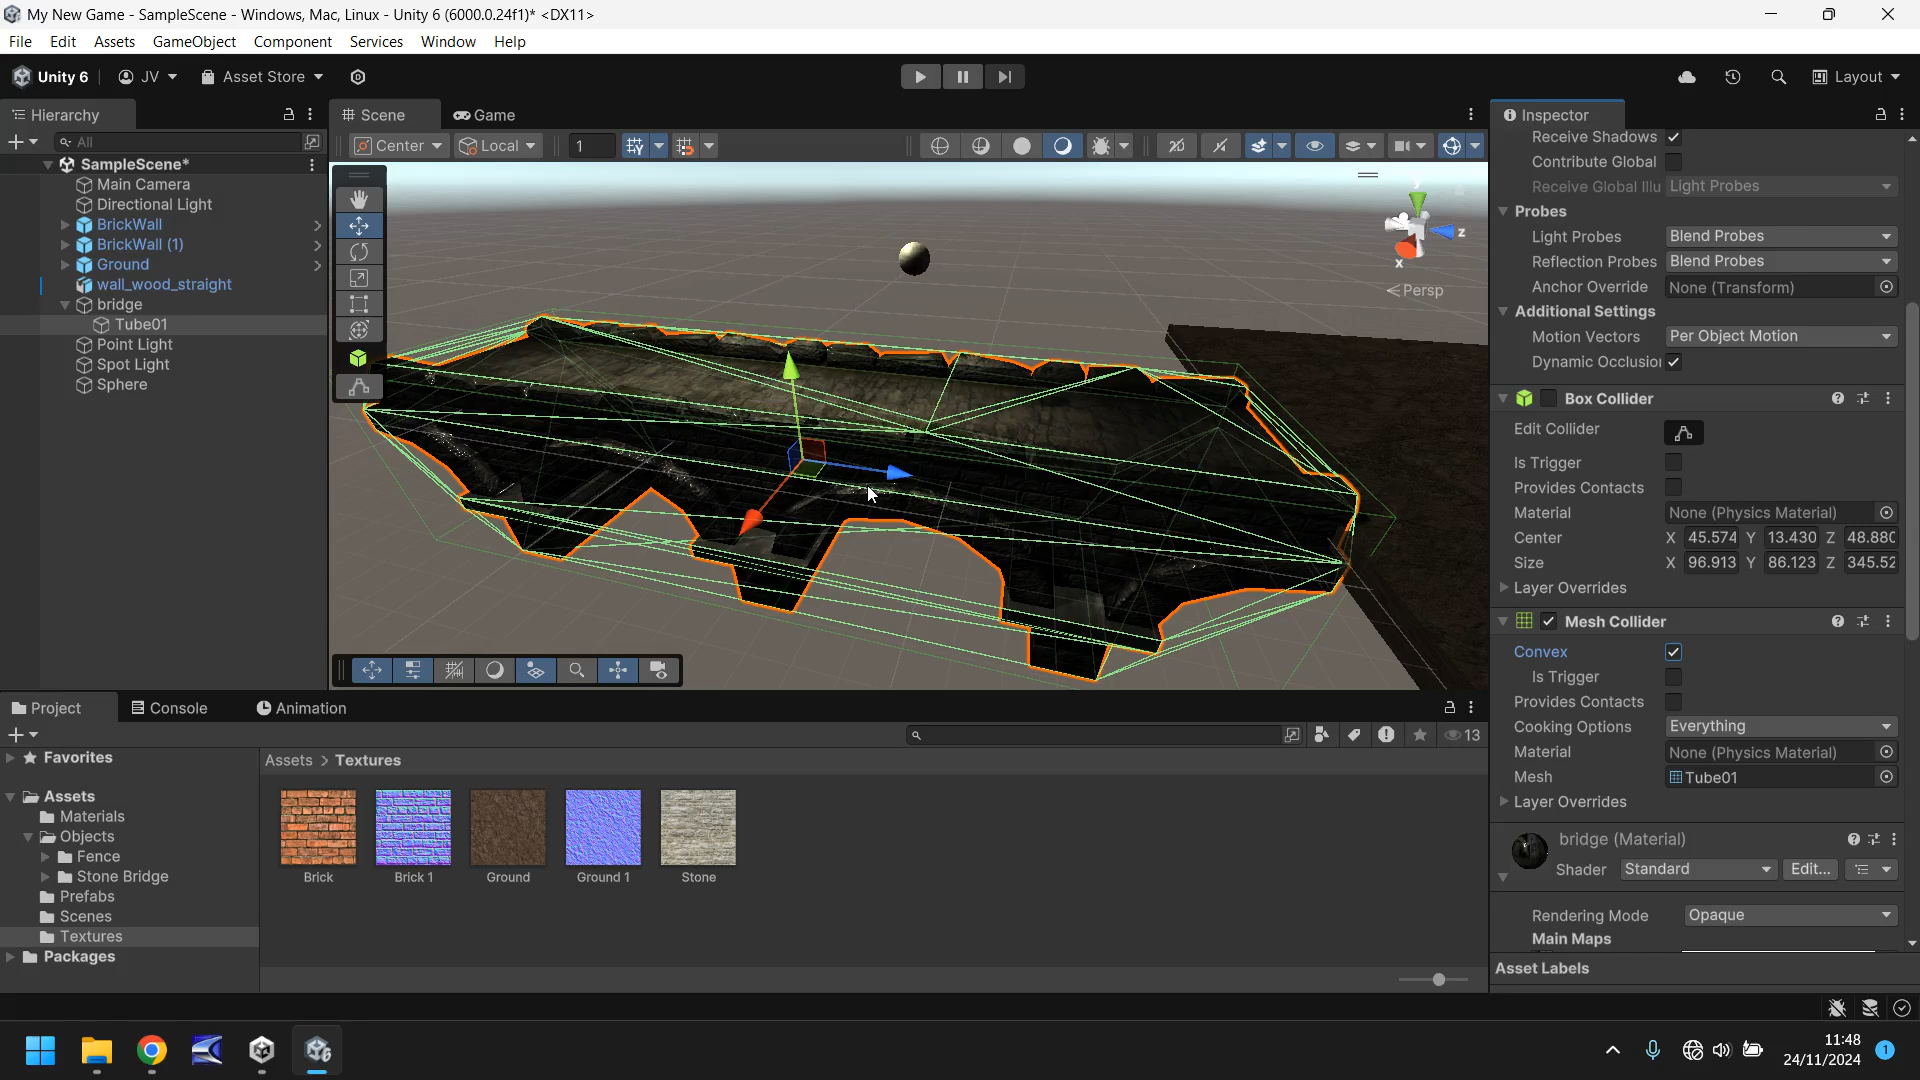 My New Game - SampleScene - Windows, Mac, Linux - Unity 6 (6000.0.24f1)* <DX11>
File Edit Assets GameObject Component Services Window Help
Unity 6 JV Asset Store Layout
Hierarchy
All
SampleScene*
Main Camera
Directional Light
BrickWall
BrickWall (1)
Ground
wall_wood_straight
bridge
Tube01
Point Light
Spot Light
Sphere
Scene Game
Center Local 1
y
z
x
Persp
Inspector
Receive Shadows
Contribute Global
Receive Global Illu Light Probes
Probes
Light Probes Blend Probes
Reflection Probes Blend Probes
Anchor Override None (Transform)
Additional Settings
Motion Vectors Per Object Motion
Dynamic Occlusion
Box Collider
Edit Collider
Is Trigger
Provides Contacts
Material None (Physics Material)
Center X 45.574 Y 13.430 Z 48.880
Size X 96.913 Y 86.123 Z 345.52
Layer Overrides
Mesh Collider
Convex
Is Trigger
Provides Contacts
Cooking Options Everything
Material None (Physics Material)
Mesh Tube01
Layer Overrides
bridge (Material)
Shader Standard Edit...
Rendering Mode Opaque
Main Maps
Asset Labels
Project Console Animation
13
Favorites
Assets
Materials
Objects
Fence
Stone Bridge
Prefabs
Scenes
Textures
Packages
Assets > Textures
Brick Brick 1 Ground Ground 1 Stone
11:48
24/11/2024 1